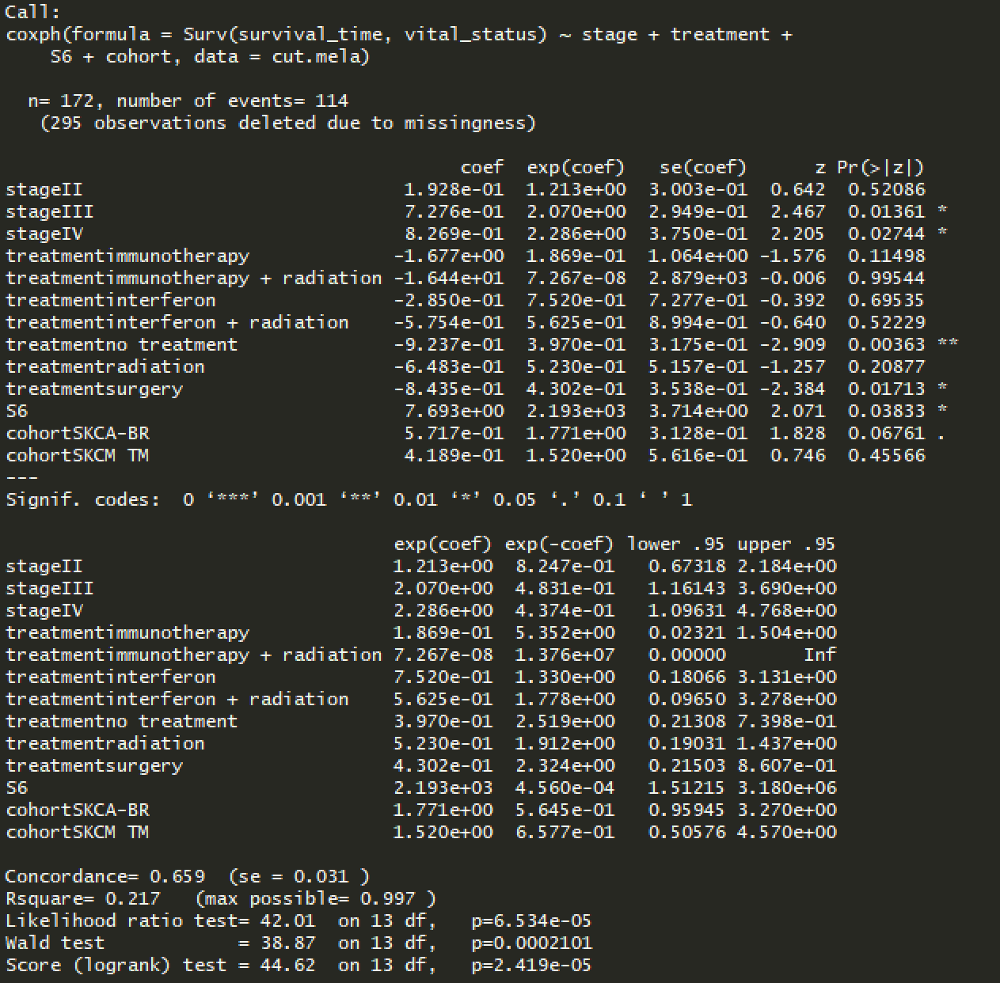 Call:
coxph(formula = Surv(survival_time, vital_status) ~ stage + treatment +
    S6 + cohort, data = cut.mela)
  n= 172, number of events= 114
   (295 observations deleted due to missingness)
                                      coef  exp(coef)   se(coef)      z Pr(>|z|)
stageII                          1.928e-01  1.213e+00  3.003e-01  0.642  0.52086
stageIII                         7.276e-01  2.070e+00  2.949e-01  2.467  0.01361 *
stageIV                          8.269e-01  2.286e+00  3.750e-01  2.205  0.02744 *
treatmentimmunotherapy          -1.677e+00  1.869e-01  1.064e+00 -1.576  0.11498
treatmentimmunotherapy + radiation -1.644e+01  7.267e-08  2.879e+03 -0.006  0.99544
treatmentinterferon             -2.850e-01  7.520e-01  7.277e-01 -0.392  0.69535
treatmentinterferon + radiation -5.754e-01  5.625e-01  8.994e-01 -0.640  0.52229
treatmentno treatment           -9.237e-01  3.970e-01  3.175e-01 -2.909  0.00363 **
treatmentradiation              -6.483e-01  5.230e-01  5.157e-01 -1.257  0.20877
treatmentsurgery                -8.435e-01  4.302e-01  3.538e-01 -2.384  0.01713 *
S6                               7.693e+00  2.193e+03  3.714e+00  2.071  0.03833 *
cohortSKCA-BR                    5.717e-01  1.771e+00  3.128e-01  1.828  0.06761 .
cohortSKCM TM                    4.189e-01  1.520e+00  5.616e-01  0.746  0.45566
---
Signif. codes:  0 ‘***’ 0.001 ‘**’ 0.01 ‘*’ 0.05 ‘.’ 0.1 ‘ ’ 1
                                 exp(coef) exp(-coef) lower .95 upper .95
stageII                          1.213e+00  8.247e-01   0.67318 2.184e+00
stageIII                         2.070e+00  4.831e-01   1.16143 3.690e+00
stageIV                          2.286e+00  4.374e-01   1.09631 4.768e+00
treatmentimmunotherapy           1.869e-01  5.352e+00   0.02321 1.504e+00
treatmentimmunotherapy + radiation 7.267e-08  1.376e+07   0.00000       Inf
treatmentinterferon              7.520e-01  1.330e+00   0.18066 3.131e+00
treatmentinterferon + radiation  5.625e-01  1.778e+00   0.09650 3.278e+00
treatmentno treatment            3.970e-01  2.519e+00   0.21308 7.398e-01
treatmentradiation               5.230e-01  1.912e+00   0.19031 1.437e+00
treatmentsurgery                 4.302e-01  2.324e+00   0.21503 8.607e-01
S6                               2.193e+03  4.560e-04   1.51215 3.180e+06
cohortSKCA-BR                    1.771e+00  5.645e-01   0.95945 3.270e+00
cohortSKCM TM                    1.520e+00  6.577e-01   0.50576 4.570e+00
Concordance= 0.659  (se = 0.031 )
Rsquare= 0.217   (max possible= 0.997 )
Likelihood ratio test= 42.01  on 13 df,   p=6.534e-05
Wald test            = 38.87  on 13 df,   p=0.0002101
Score (logrank) test = 44.62  on 13 df,   p=2.419e-05